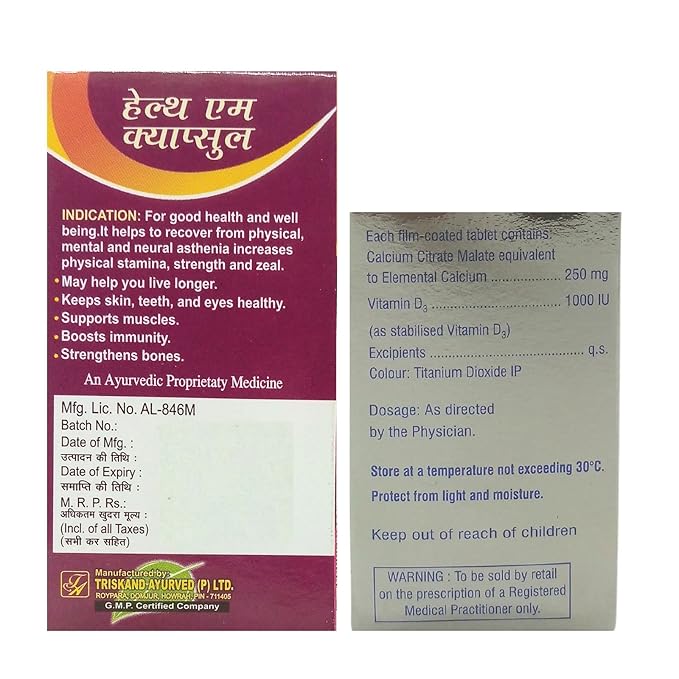 हेल्थ एम
क्याप्सुल
INDICATION: For good health and well
being.It helps to recover from physical,
mental and neural asthenia increases
physical stamina, strength and zeal.
•May help you live longer.
•Keeps skin, teeth, and eyes healthy.
•Supports muscles.
•Boosts immunity.
•Strengthens bones.
An Ayurvedic Proprietaty Medicine
Mfg. Lic. No. AL-846M
Batch No.:
Date of Mfg. :
उत्पादन की तिथि :
Date of Expiry :
समाप्ति की तिथि :
M. R. P. Rs.:
अधिकतम खुदरा मूल्य :
(Incl. of all Taxes)
(सभी कर सहित)
Manufactured by:
TRISKAND AYURVED (P) LTD.
ROYPARA, DOMJUR, HOWRAH, PIN - 711405
G.M.P. Certified Company
Each film-coated tablet contains:
Calcium Citrate Malate equivalent
to Elemental Calcium ................... 250 mg
Vitamin D3 ................................ 1000 IU
(as stabilised Vitamin D3)
Excipients ................................... q.s.
Colour: Titanium Dioxide IP
Dosage: As directed
by the Physician.
Store at a temperature not exceeding 30°C.
Protect from light and moisture.
Keep out of reach of children
WARNING : To be sold by retail
on the prescription of a Registered
Medical Practitioner only.